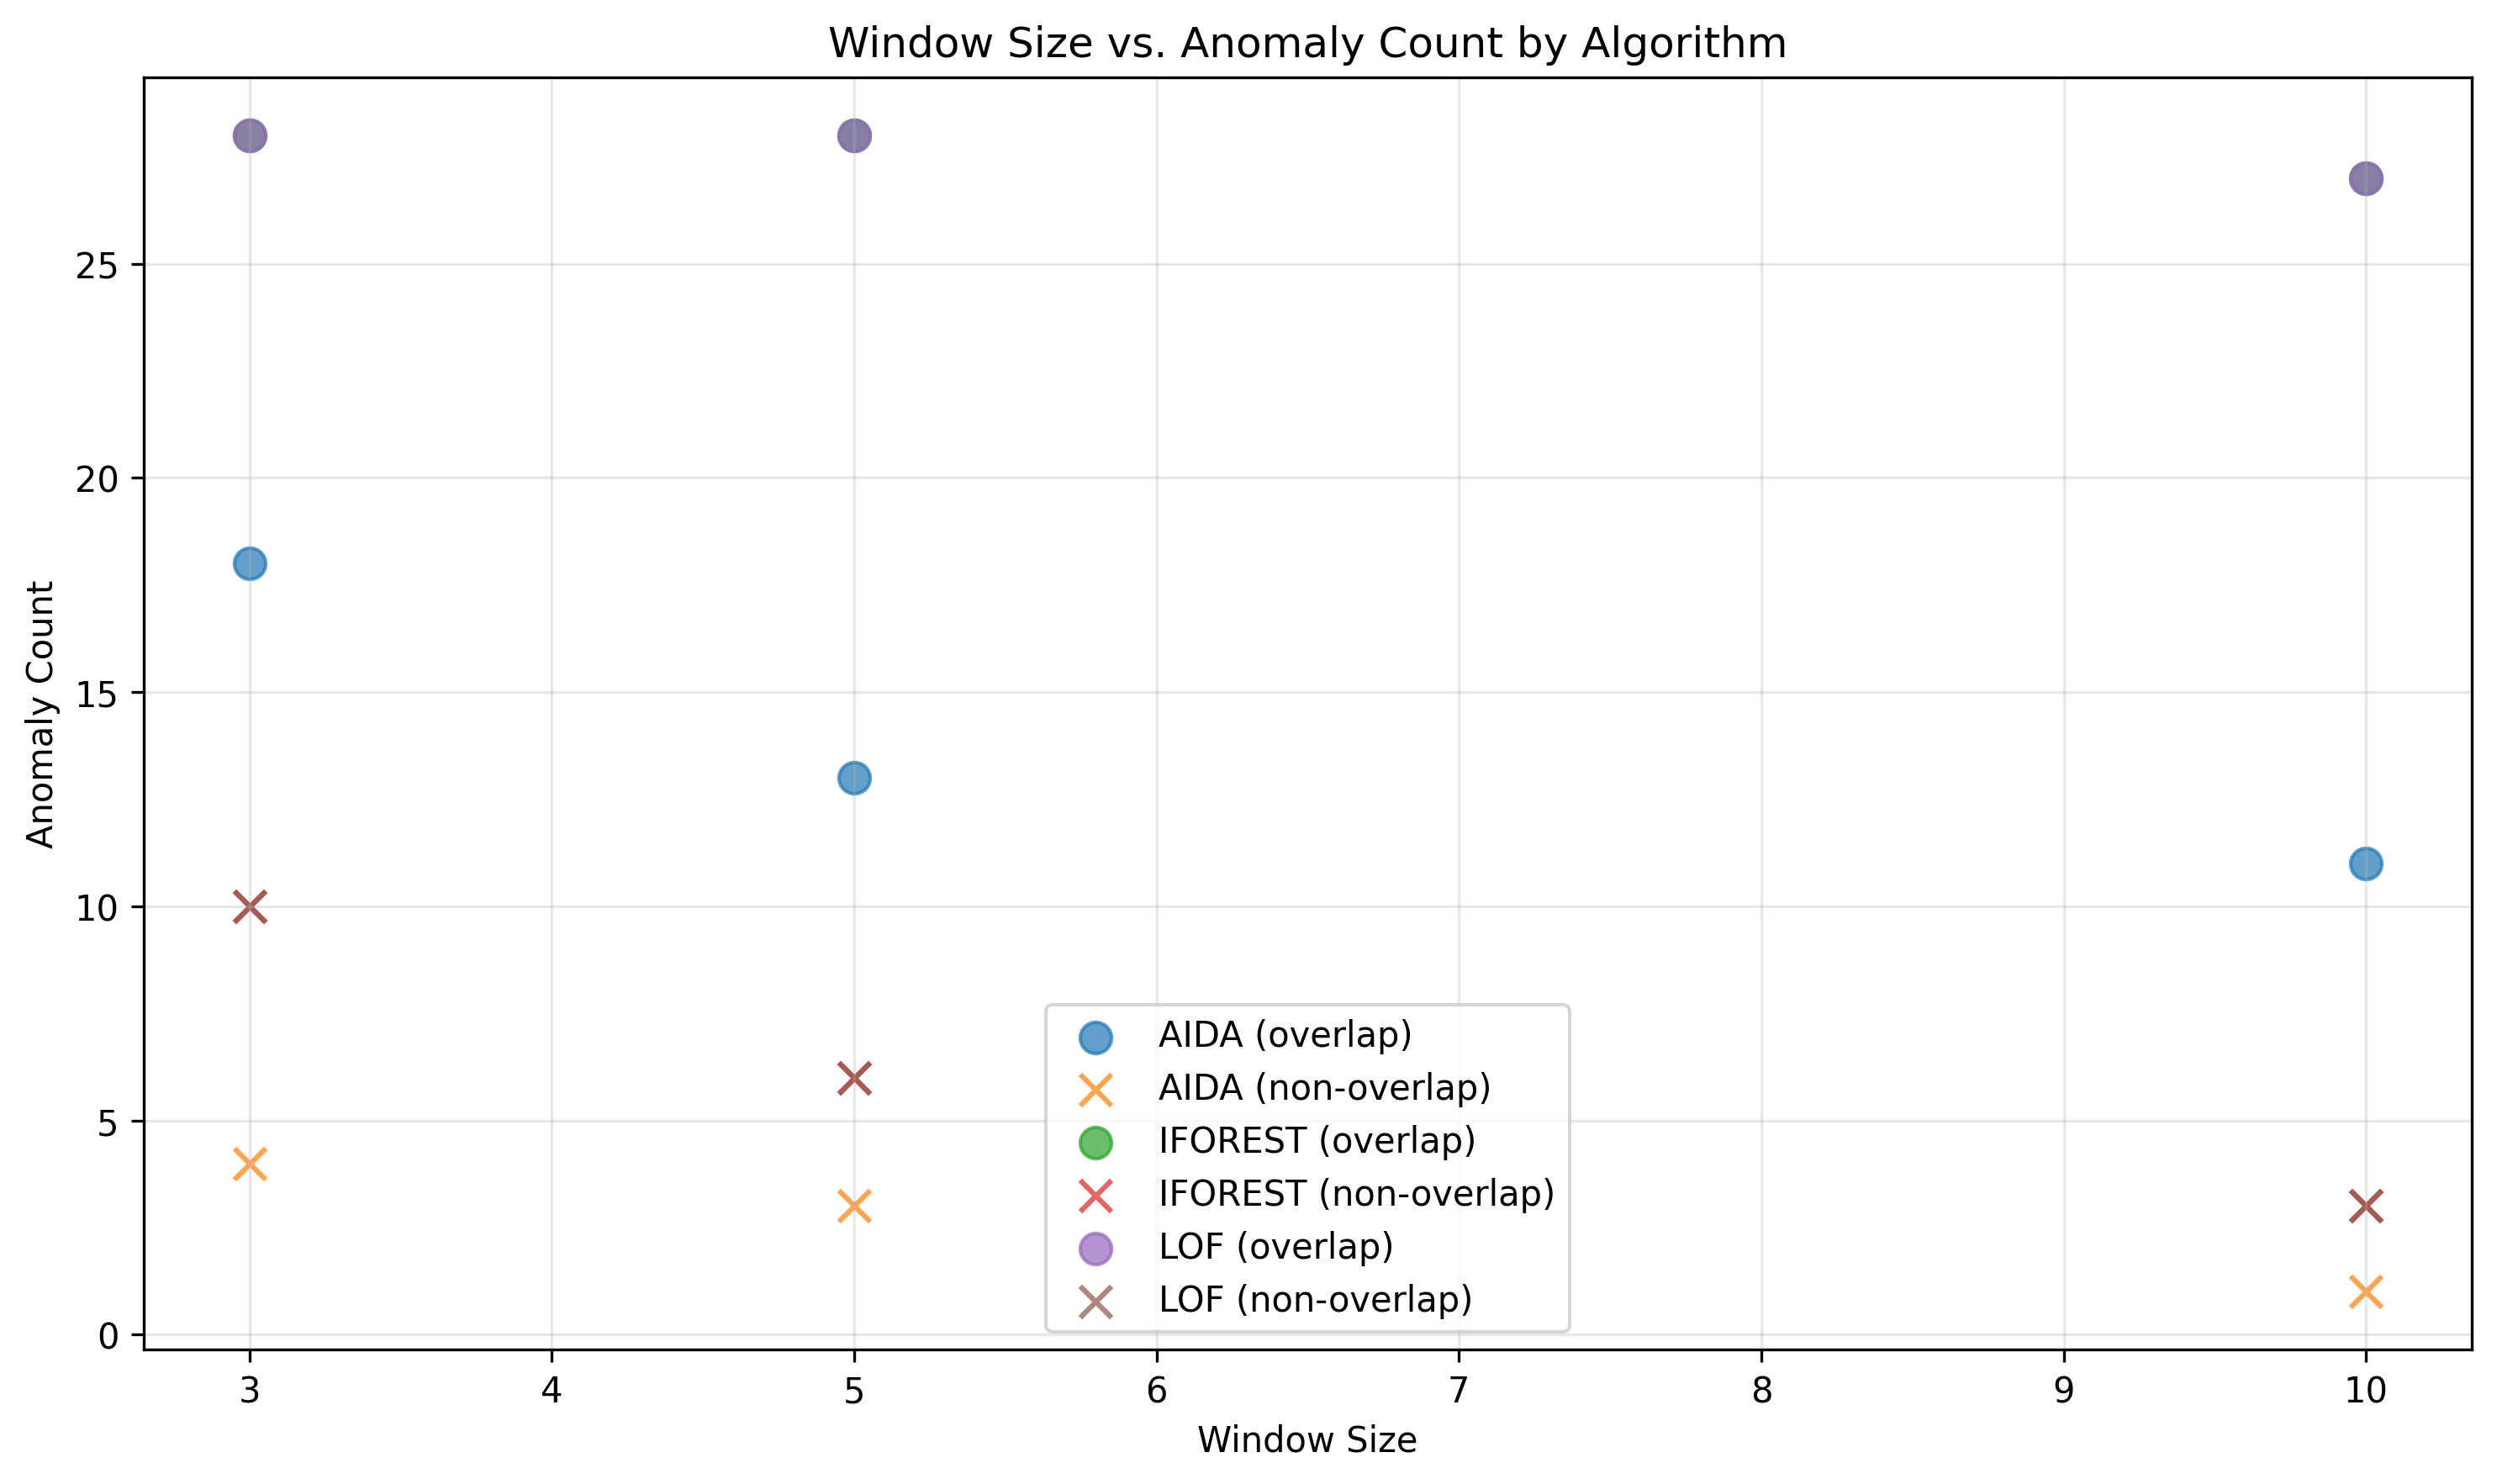 Window Size vs. Anomaly Count by Algorithm
Anomaly Count
25
20
15
10
5
0
AIDA (overlap)
AIDA (non-overlap)
IFOREST (overlap)
IFOREST (non-overlap)
LOF (overlap)
LOF (non-overlap)
3 4 5 6 7 8 9 10
Window Size